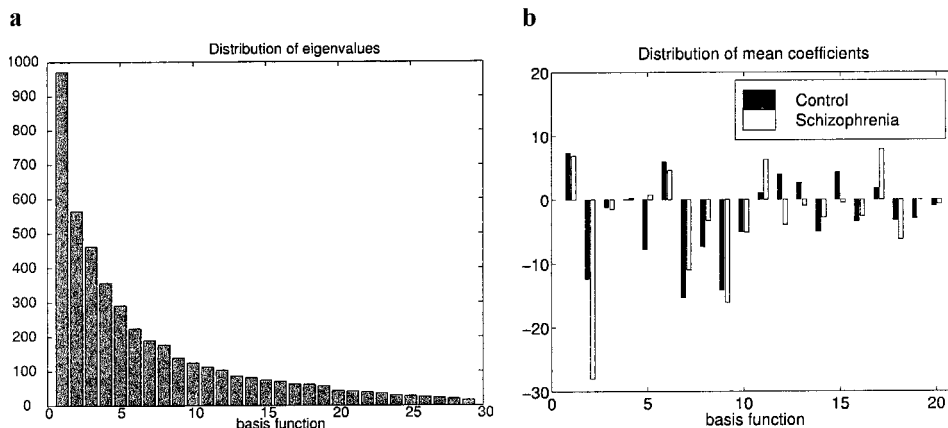 a
Distribution of eigenvalues
1000
900
800
700
600
500
400
300
200
100
0
0 5 10 15 20 25 30
basis function
b
Distribution of mean coefficients
20
10
0
−10
−20
−30
Control
Schizophrenia
0 5 10 15 20
basis function